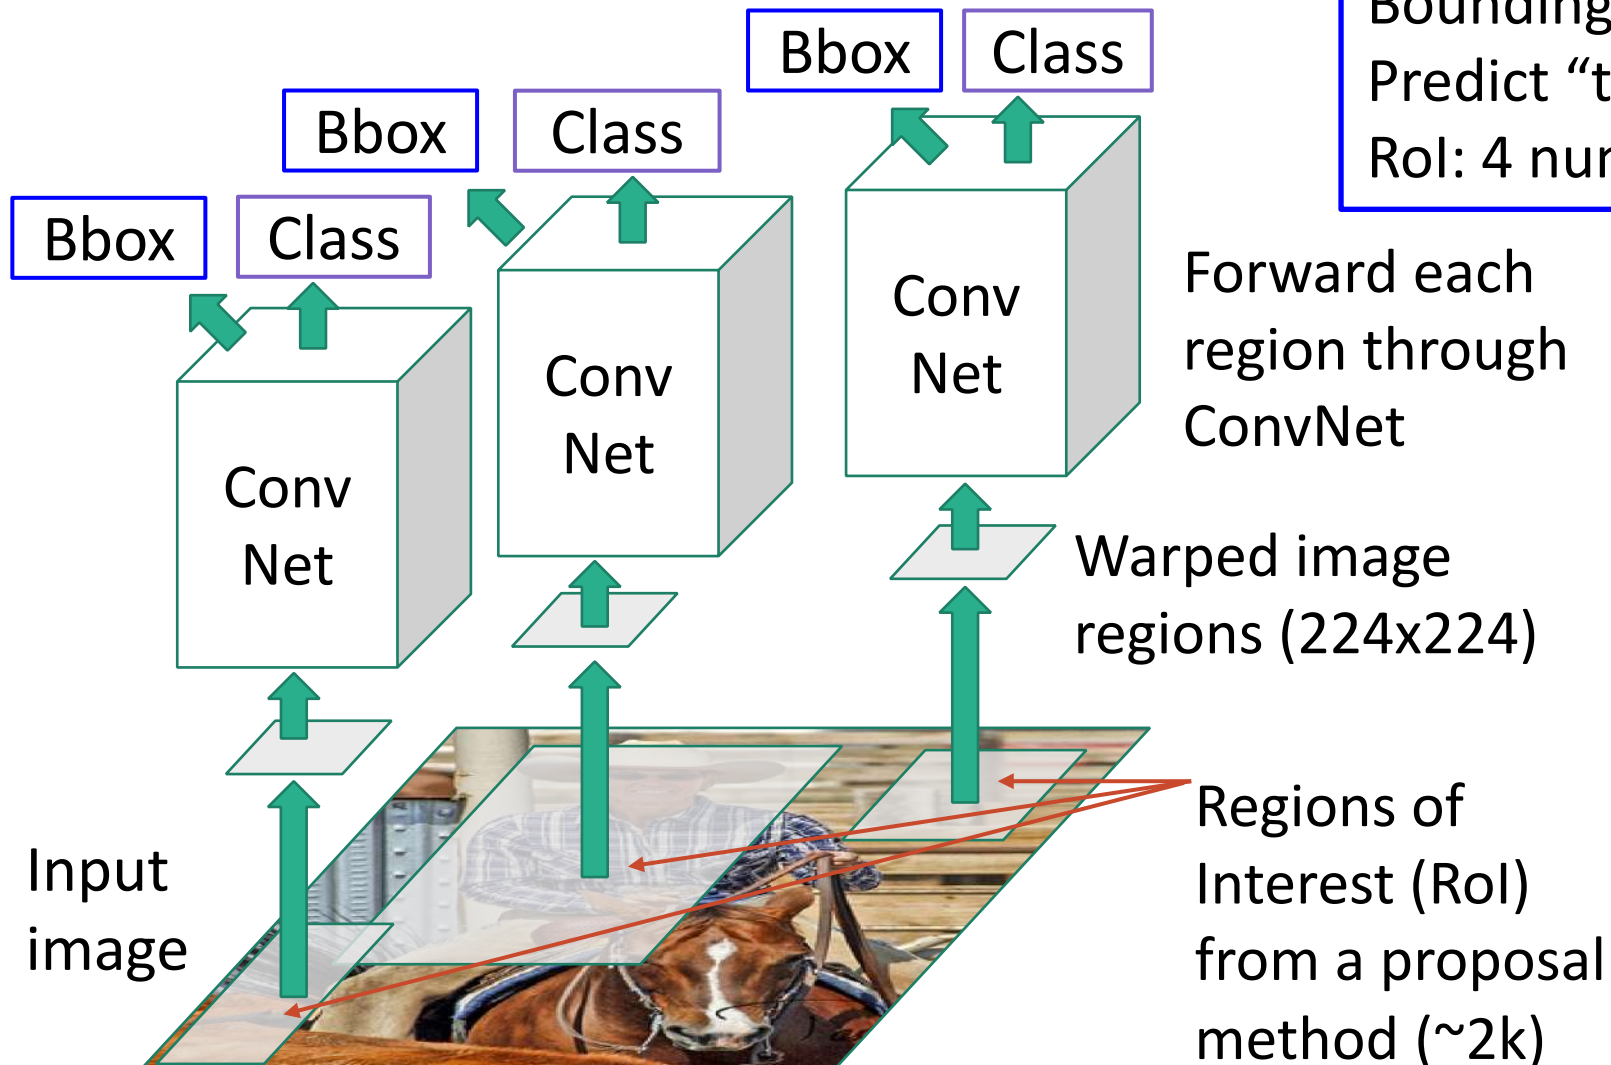 Bbox
Class
Bbox
Class
Bbox
Class
Predict “t
RoI: 4
Conv
Net
Conv
Net
Conv
Net
Forward each
region through
ConvNet
Warped image
regions (224x224)
Input
image
Regions of
Interest (RoI)
from a proposal
method (~2k)